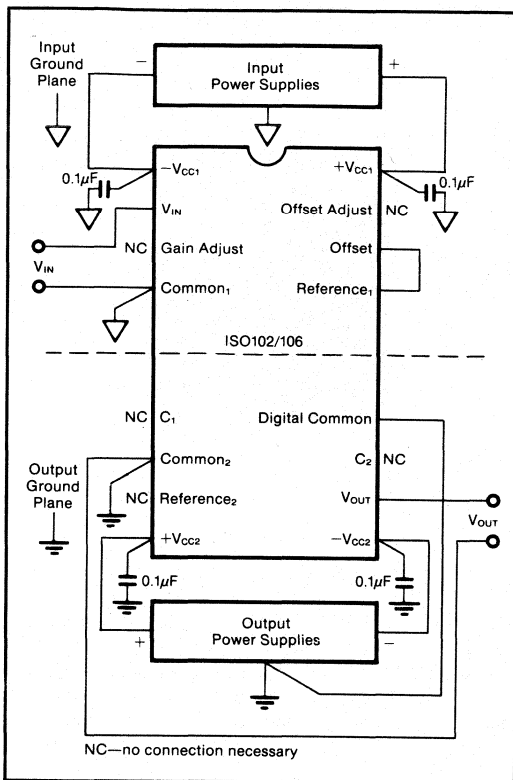 Input
Ground
Plane
−
Input
Power Supplies
+
0.1μF
−VCC1
+VCC1
0.1μF
VIN
Offset Adjust
NC
NC
Gain Adjust
Offset
VIN
Common1
Reference1
ISO102/106
NC
C1
Digital Common
Output
Ground
Plane
Common2
C2
NC
NC
Reference2
VOUT
VOUT
+VCC2
−VCC2
0.1μF
0.1μF
+
Output
Power Supplies
−
NC—no connection necessary